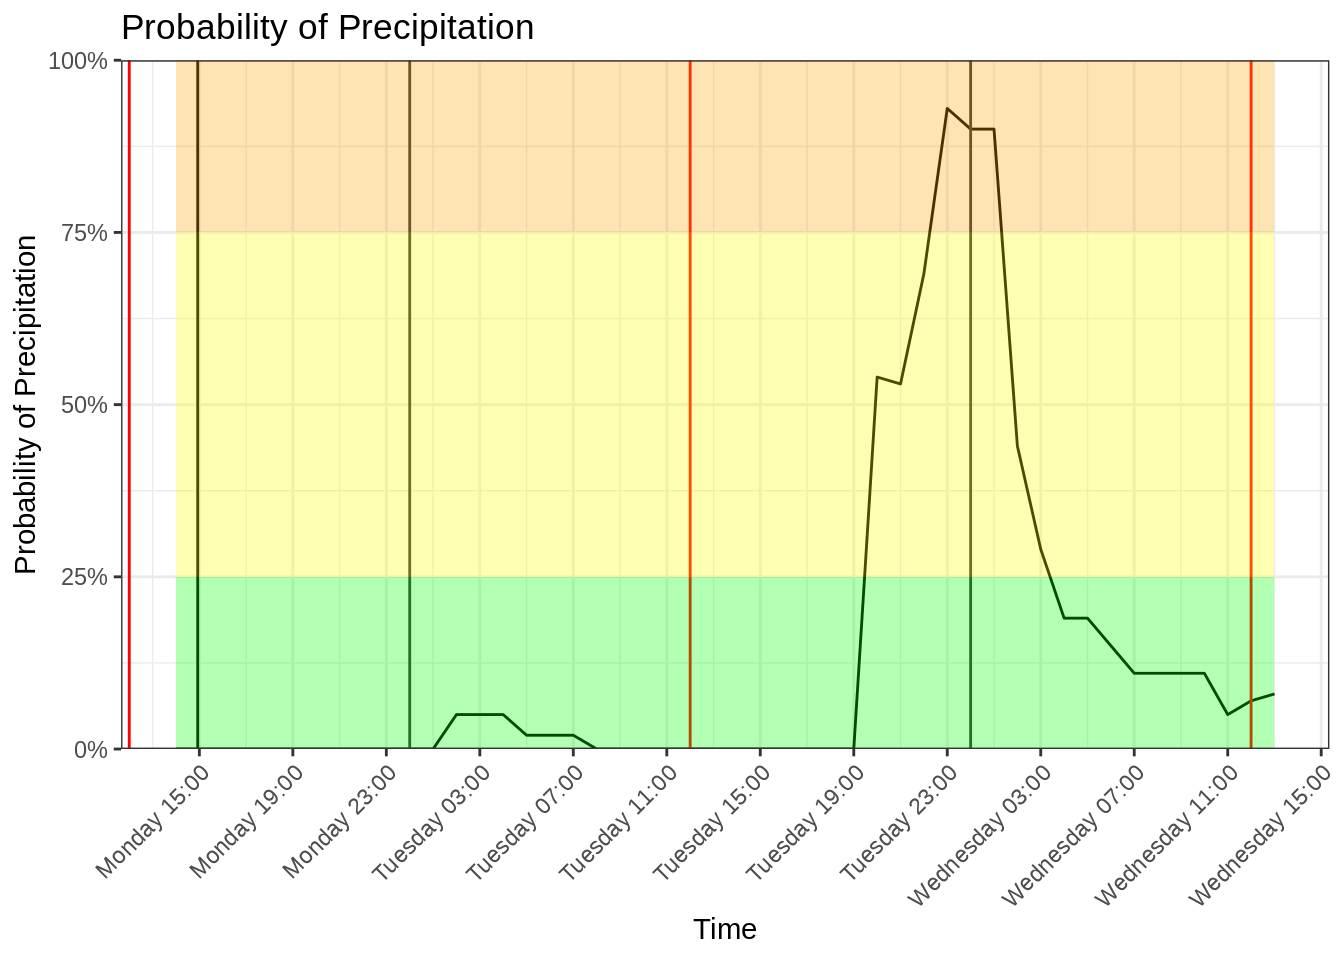 Probability of Precipitation
Probability of Precipitation
100%
75%
50%
25%
0%
Monday 15:00
Monday 19:00
Monday 23:00
Tuesday 03:00
Tuesday 07:00
Tuesday 11:00
Tuesday 15:00
Tuesday 19:00
Tuesday 23:00
Wednesday 03:00
Wednesday 07:00
Wednesday 11:00
Wednesday 15:00
Time